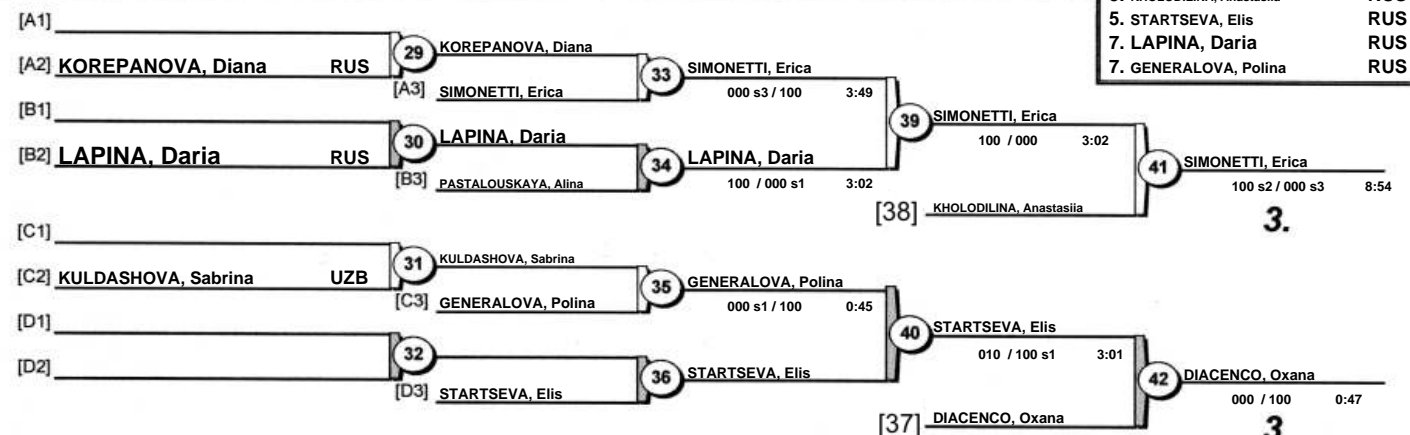 5. STARTSEVA, Elis RUS
7. LAPINA, Daria RUS
7. GENERALOVA, Polina RUS
[A1]
[A2] KOREPANOVA, Diana RUS
29 KOREPANOVA, Diana
[A3] SIMONETTI, Erica
33 SIMONETTI, Erica
000 s3 / 100 3:49
[B1]
[B2] LAPINA, Daria RUS
30 LAPINA, Daria
[B3] PASTALOUSKAYA, Alina
34 LAPINA, Daria
100 / 000 s1 3:02
39 SIMONETTI, Erica
100 / 000 3:02
[38] KHOLODILINA, Anastasiia
41 SIMONETTI, Erica
100 s2 / 000 s3 8:54
3.
[C1]
[C2] KULDASHOVA, Sabrina UZB
31 KULDASHOVA, Sabrina
[C3] GENERALOVA, Polina
35 GENERALOVA, Polina
000 s1 / 100 0:45
[D1]
[D2]
32
[D3] STARTSEVA, Elis
36 STARTSEVA, Elis
40 STARTSEVA, Elis
010 / 100 s1 3:01
[37] DIACENCO, Oxana
42 DIACENCO, Oxana
000 / 100 0:47
3